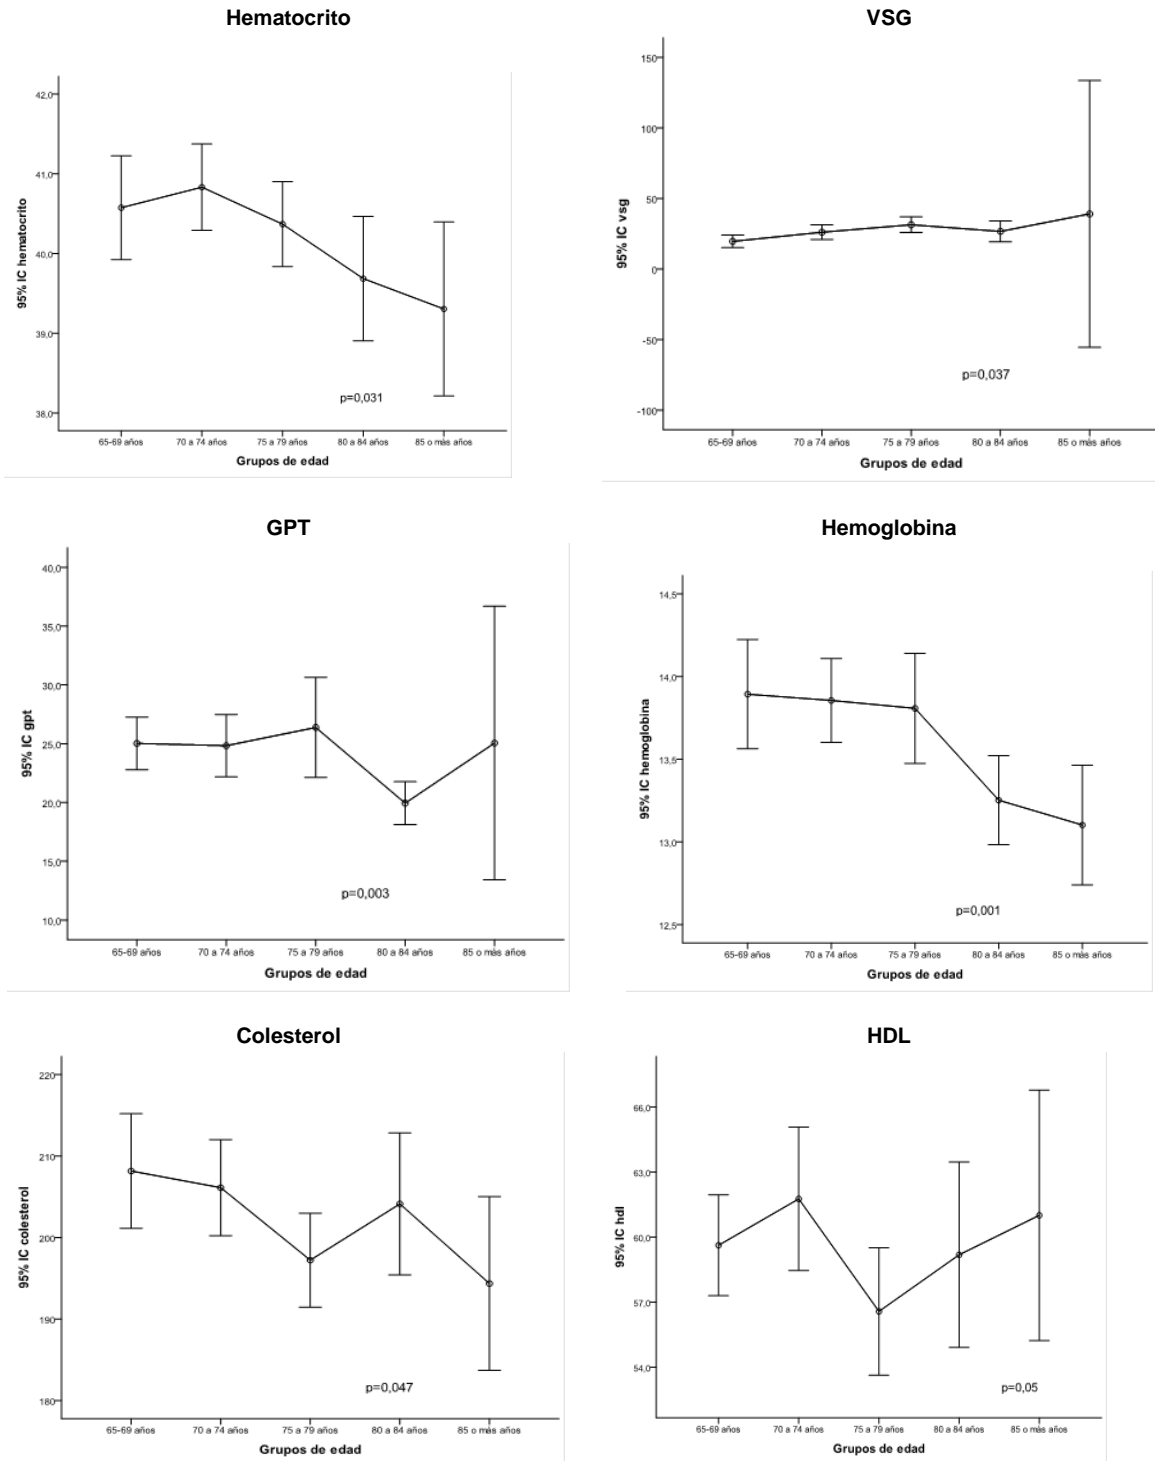 Hematocrito
VSG
42,0
41,0
40,0
39,0
38,0
95% IC hematocrito
p=0,031
65-69 años 70 a 74 años 75 a 79 años 80 a 84 años 85 o más años
Grupos de edad
150
100
50
0
-50
-100
95% IC vsg
p=0,037
65-69 años 70 a 74 años 75 a 79 años 80 a 84 años 85 o más años
Grupos de edad
GPT
Hemoglobina
40,0
35,0
30,0
25,0
20,0
15,0
10,0
95% IC gpt
p=0,003
65-69 años 70 a 74 años 75 a 79 años 80 a 84 años 85 o más años
Grupos de edad
14,5
14,0
13,5
13,0
12,5
95% IC hemoglobina
p=0,001
65-69 años 70 a 74 años 75 a 79 años 80 a 84 años 85 o más años
Grupos de edad
Colesterol
HDL
220
210
200
190
180
95% IC colesterol
p=0,047
65-69 años 70 a 74 años 75 a 79 años 80 a 84 años 85 o más años
Grupos de edad
66,0
63,0
60,0
57,0
54,0
95% IC hdl
p=0,05
65-69 años 70 a 74 años 75 a 79 años 80 a 84 años 85 o más años
Grupos de edad